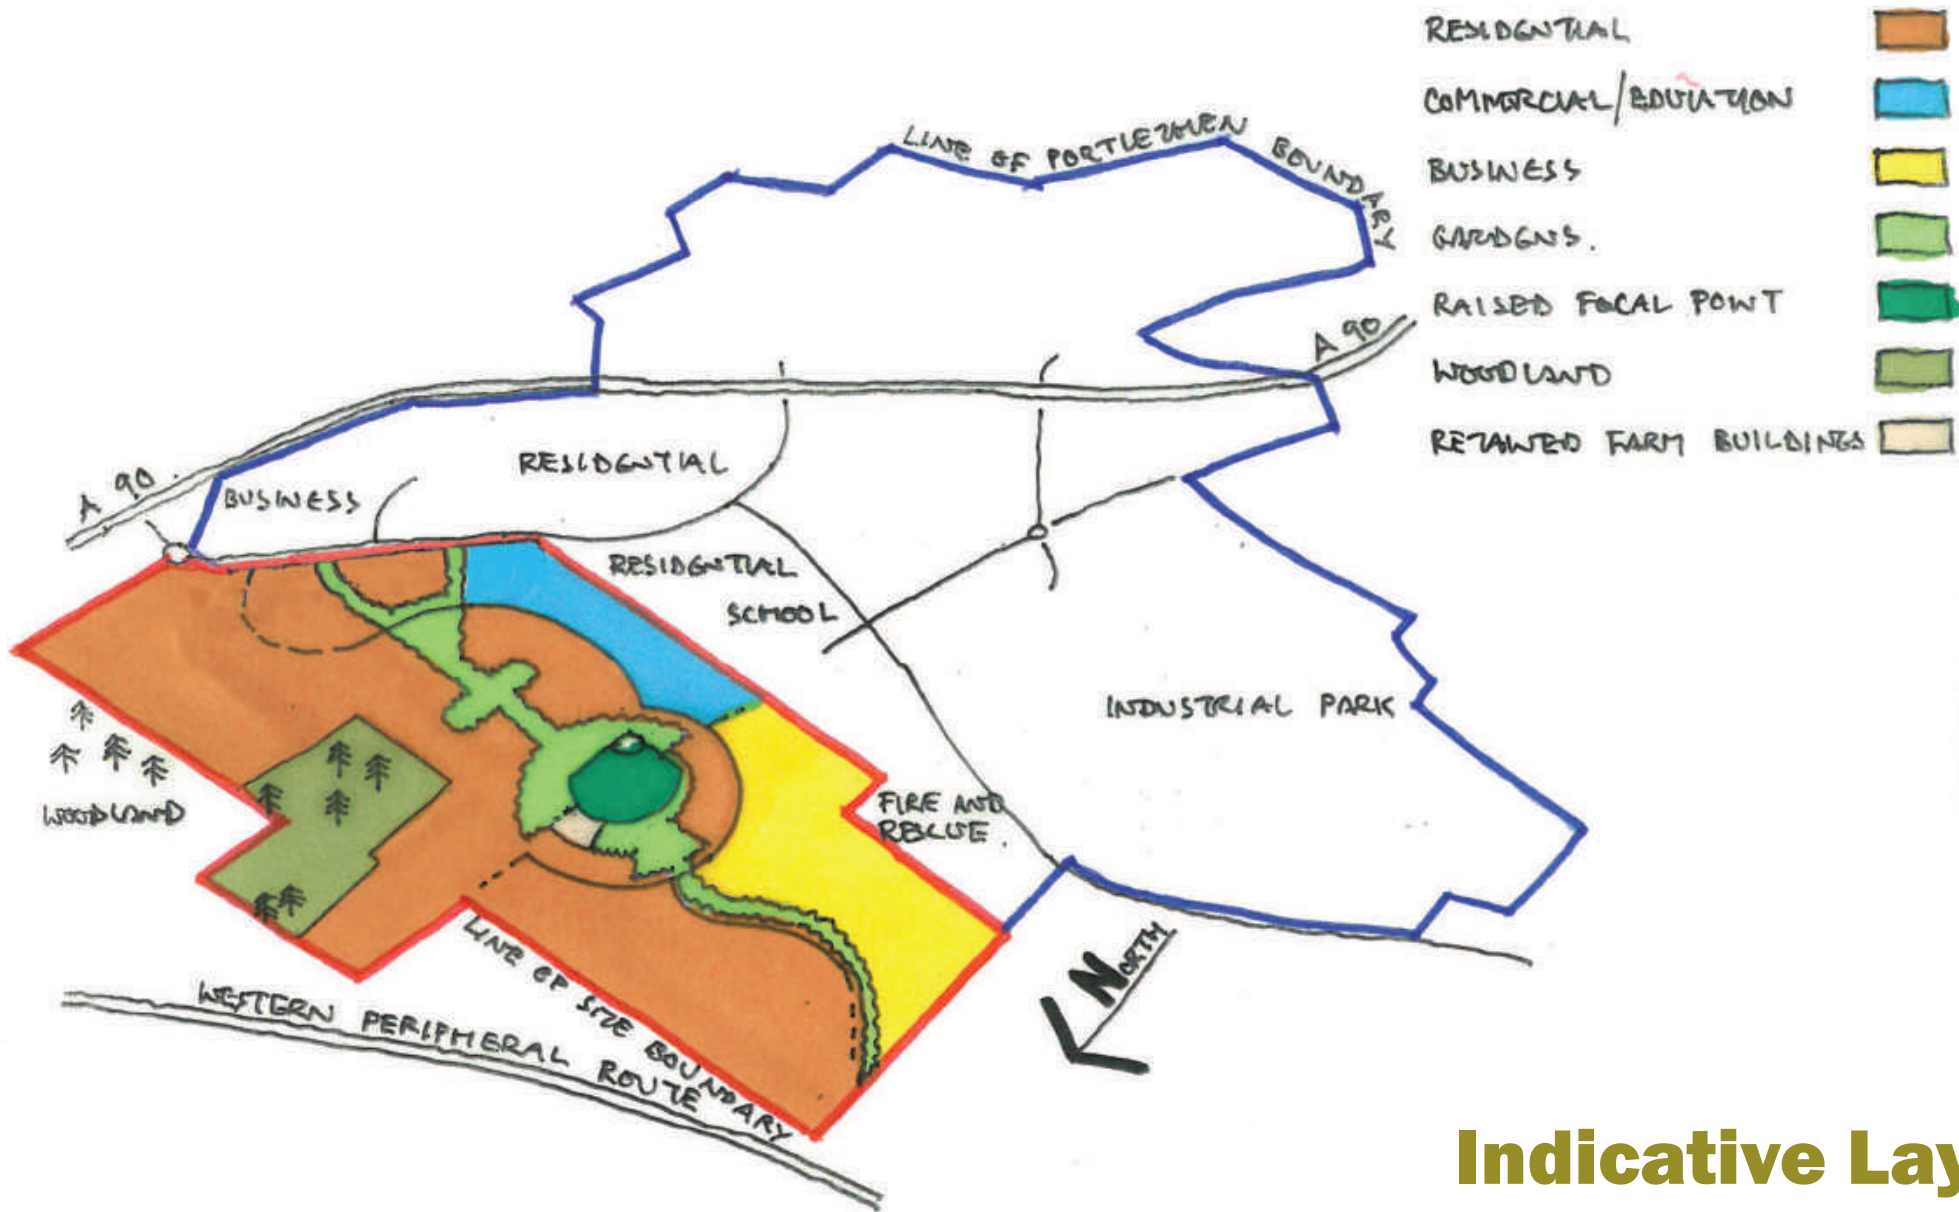 RESIDENTIAL
COMMERCIAL/EDUCATION
BUSINESS
GARDENS.
RAISED FOCAL POINT
WOODLAND
RETAINED FARM BUILDINGS
LINE OF PORTLETHEN BOUNDARY
A 90
A 90
RESIDENTIAL
BUSINESS
RESIDENTIAL
SCHOOL
INDUSTRIAL PARK
FIRE AND
RESCUE
WOODLAND
LINE OF SITE BOUNDARY
WESTERN PERIPHERAL ROUTE
NORTH
Indicative Lay